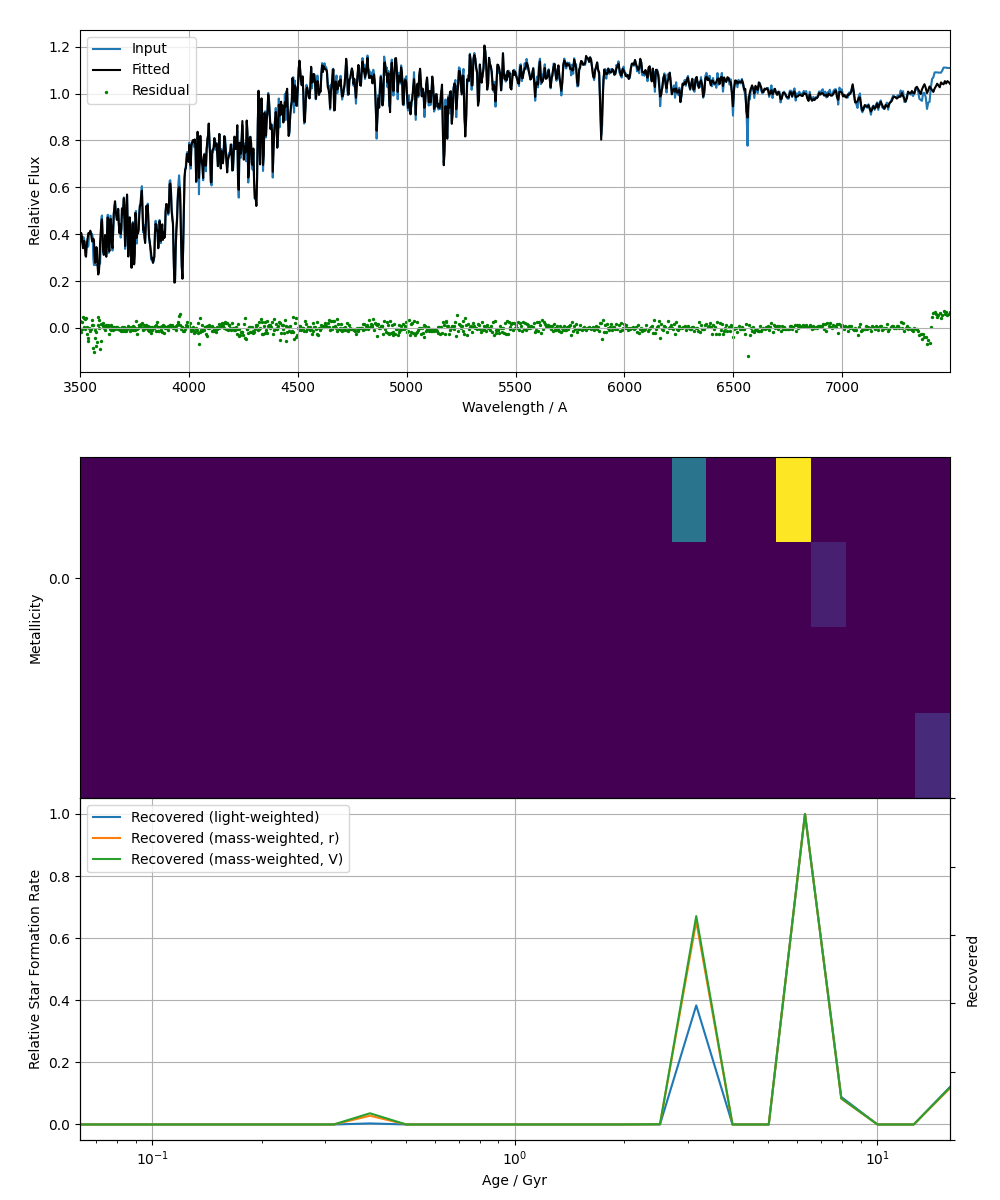 Input
Fitted
Residual
1.2
1.0
0.8
0.6
0.4
0.2
0.0
Relative Flux
3500 4000 4500 5000 5500 6000 6500 7000
Wavelength / A
0.0
Metallicity
Recovered (light-weighted)
Recovered (mass-weighted, r)
Recovered (mass-weighted, V)
1.0
0.8
0.6
0.4
0.2
0.0
Relative Star Formation Rate
Recovered
10⁻¹ 10⁰ 10¹
Age / Gyr